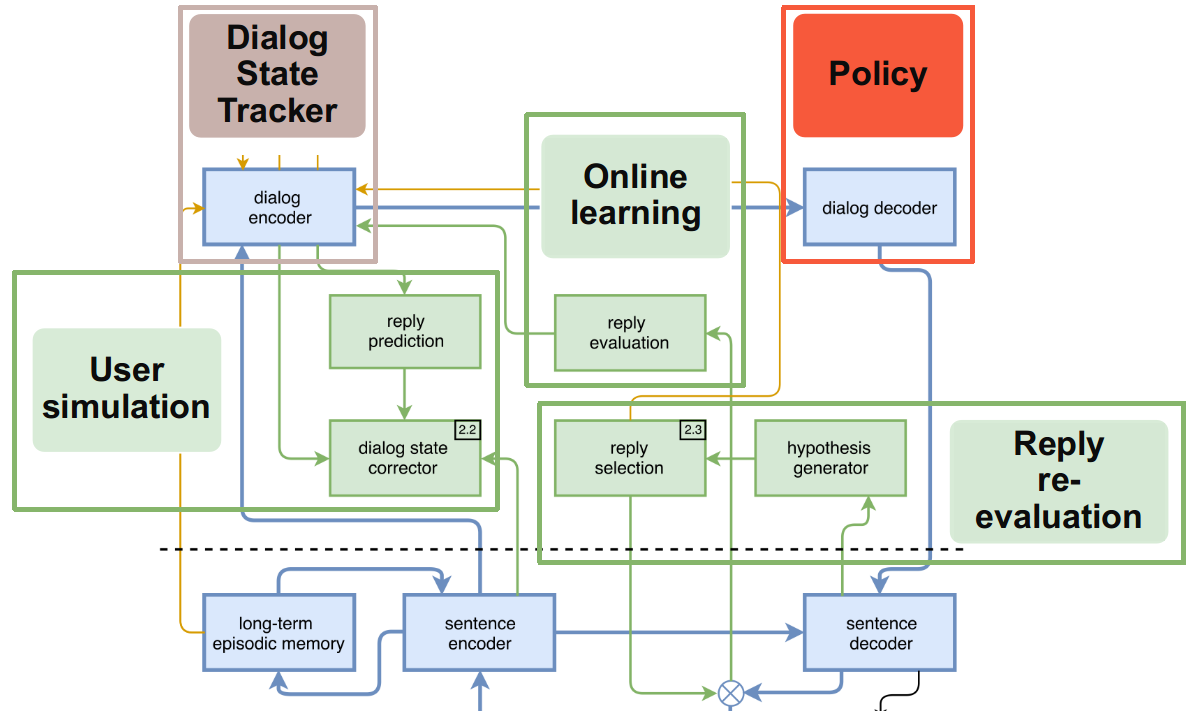 Dialog
State
Tracker
Policy
Online
learning
dialog
encoder
dialog decoder
reply
prediction
reply
evaluation
User
simulation
2.2
dialog state
corrector
2.3
reply
selection
hypothesis
generator
Reply
re-
evaluation
long-term
episodic memory
sentence
encoder
sentence
decoder